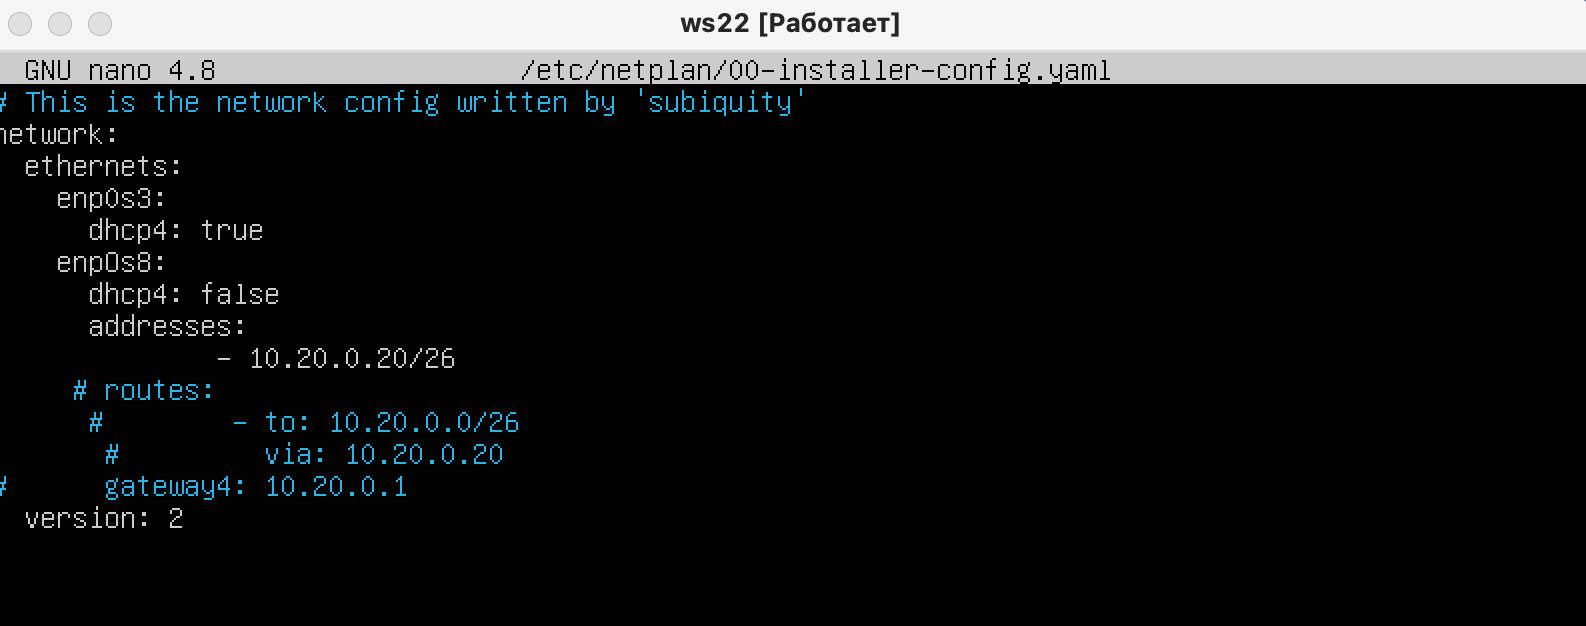 ws22 [Работает]
GNU nano 4.8 /etc/netplan/00-installer-config.yaml
# This is the network config written by 'subiquity'
network:
  ethernets:
    enp0s3:
      dhcp4: true
    enp0s8:
      dhcp4: false
      addresses:
              - 10.20.0.20/26
     # routes:
      #        - to: 10.20.0.0/26
       #         via: 10.20.0.20
#      gateway4: 10.20.0.1
  version: 2